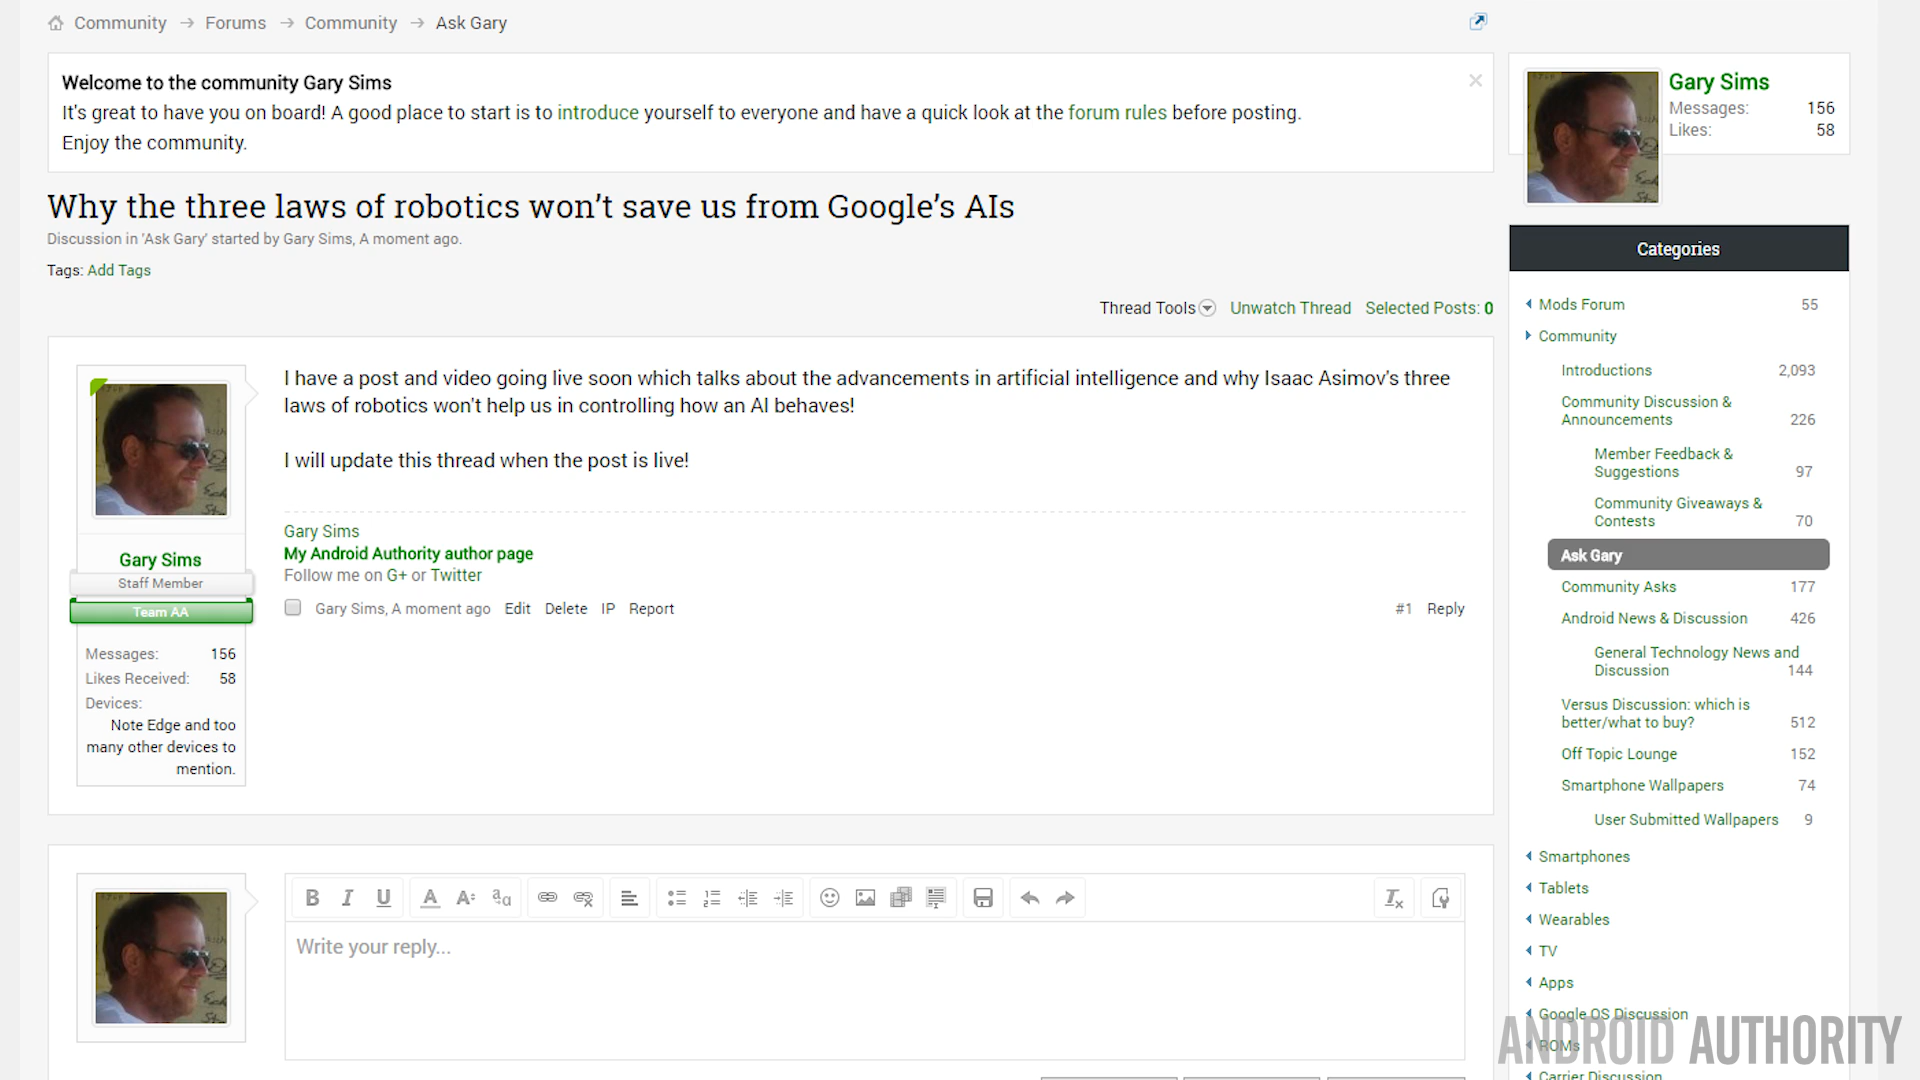 Community → Forums → Community → Ask Gary
Welcome to the community Gary Sims
It's great to have you on board! A good place to start is to introduce yourself to everyone and have a quick look at the forum rules before posting.
Enjoy the community.
Why the three laws of robotics won't save us from Google's AIs
Discussion in 'Ask Gary' started by Gary Sims, A moment ago.
Tags: Add Tags
Thread Tools Unwatch Thread Selected Posts: 0
I have a post and video going live soon which talks about the advancements in artificial intelligence and why Isaac Asimov's three
laws of robotics won't help us in controlling how an AI behaves!
I will update this thread when the post is live!
Gary Sims
My Android Authority author page
Follow me on G+ or Twitter
Gary Sims, A moment ago Edit Delete IP Report #1 Reply
Gary Sims
Staff Member
Team AA
Messages: 156
Likes Received: 58
Devices:
Note Edge and too
many other devices to
mention.
Write your reply...
Gary Sims
Messages: 156
Likes: 58
Categories
Mods Forum 55
Community
Introductions 2,093
Community Discussion &
Announcements 226
Member Feedback &
Suggestions 97
Community Giveaways &
Contests 70
Ask Gary
Community Asks 177
Android News & Discussion 426
General Technology News and
Discussion 144
Versus Discussion: which is
better/what to buy? 512
Off Topic Lounge 152
Smartphone Wallpapers 74
User Submitted Wallpapers 9
Smartphones
Tablets
Wearables
TV
Apps
Google OS Discussion
ROMs
Carrier Discussion
ANDROID AUTHORITY